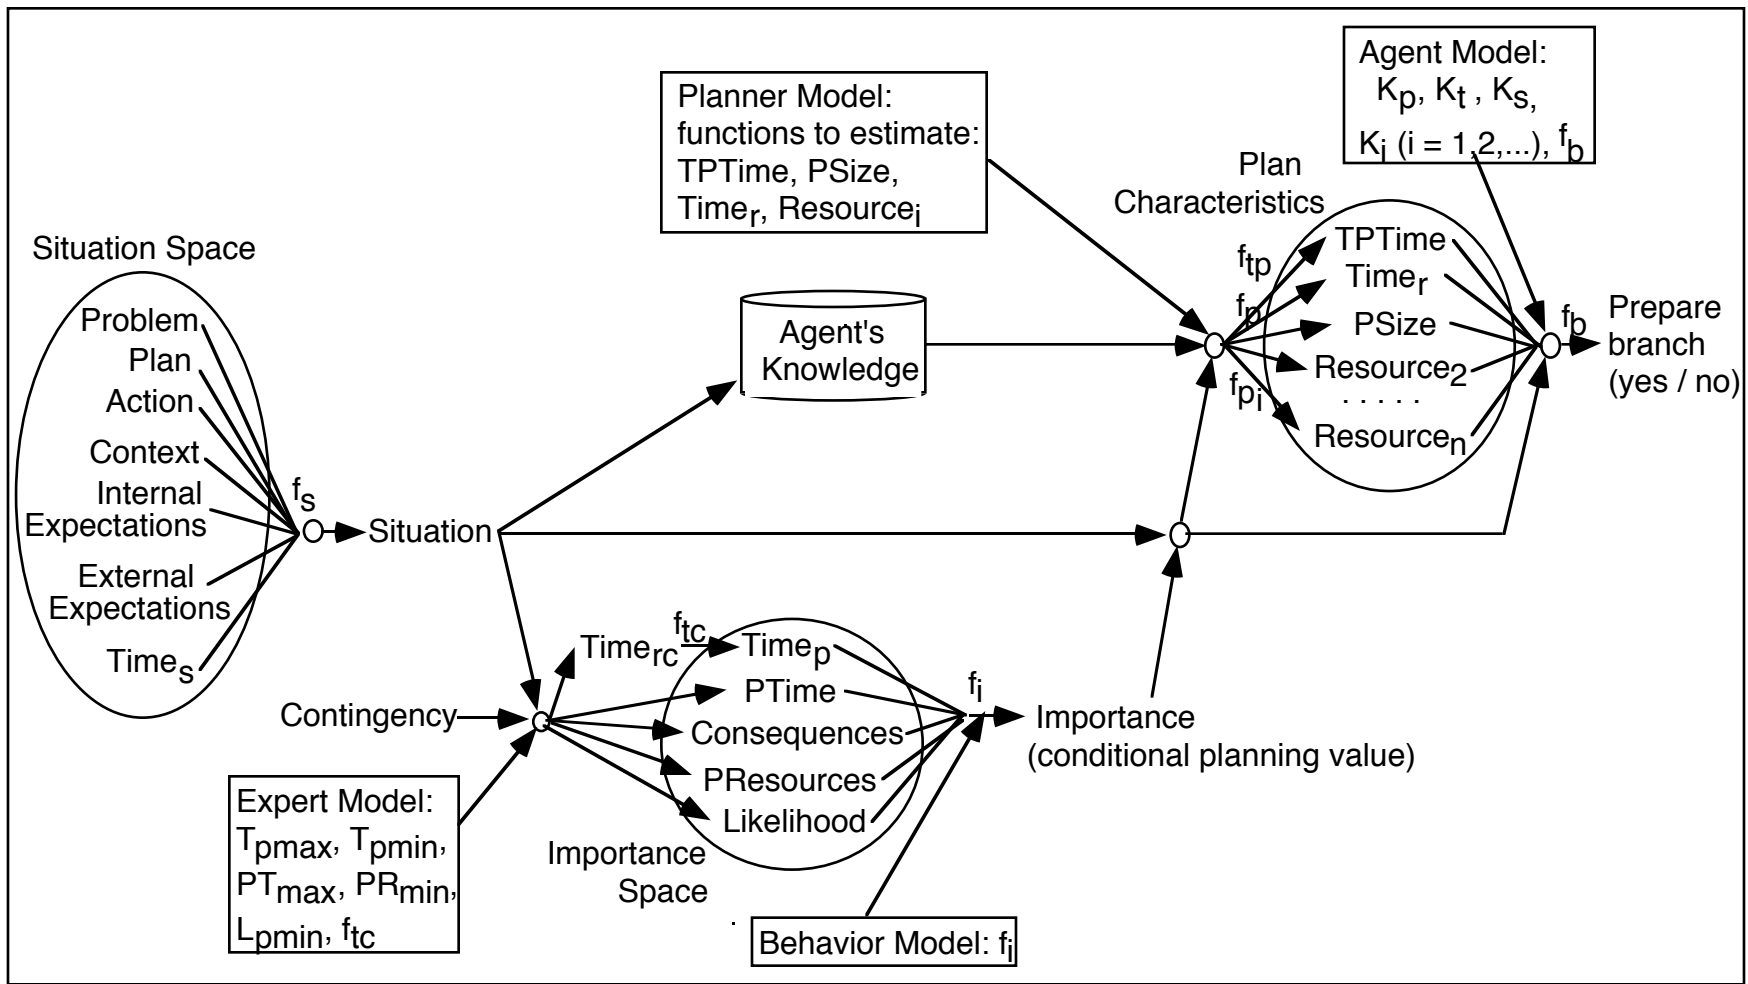 Agent Model:
Kp, Kt , Ks,
Ki (i = 1,2,...), fb
Planner Model:
functions to estimate:
TPTime, PSize,
Timer, Resourcei
Plan
Characteristics
Situation Space
Problem
Plan
Action
Context
Internal
Expectations
External
Expectations
Times
fs
Situation
Agent's
Knowledge
ftp
fp
fpi
TPTime
Timer
PSize
Resource2
. . . . .
Resourcen
fb
Prepare
branch
(yes / no)
Contingency
Timerc
ftc
Timep
PTime
Consequences
PResources
Likelihood
fi
Importance
(conditional planning value)
Importance
Space
Expert Model:
Tpmax, Tpmin,
PTmax, PRmin,
Lpmin, ftc
Behavior Model: fi